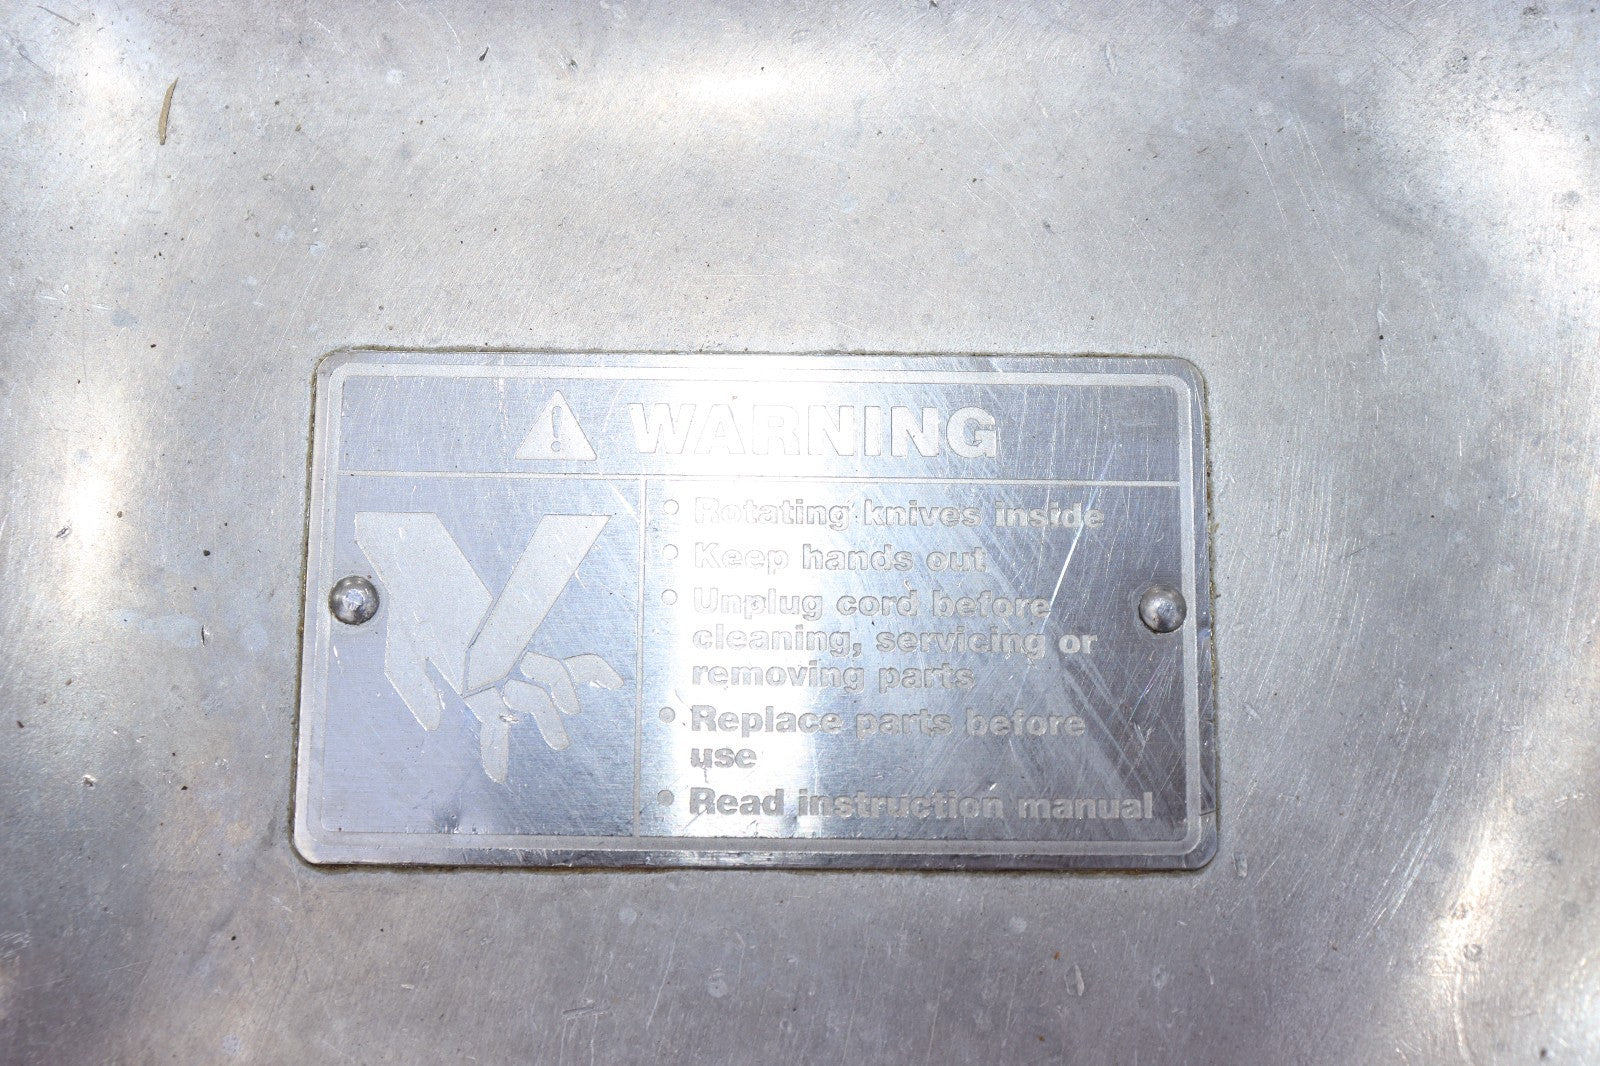 WARNING
• Rotating knives inside
• Keep hands out
• Unplug cord before
cleaning, servicing or
removing parts
• Replace parts before
use
• Read instruction manual